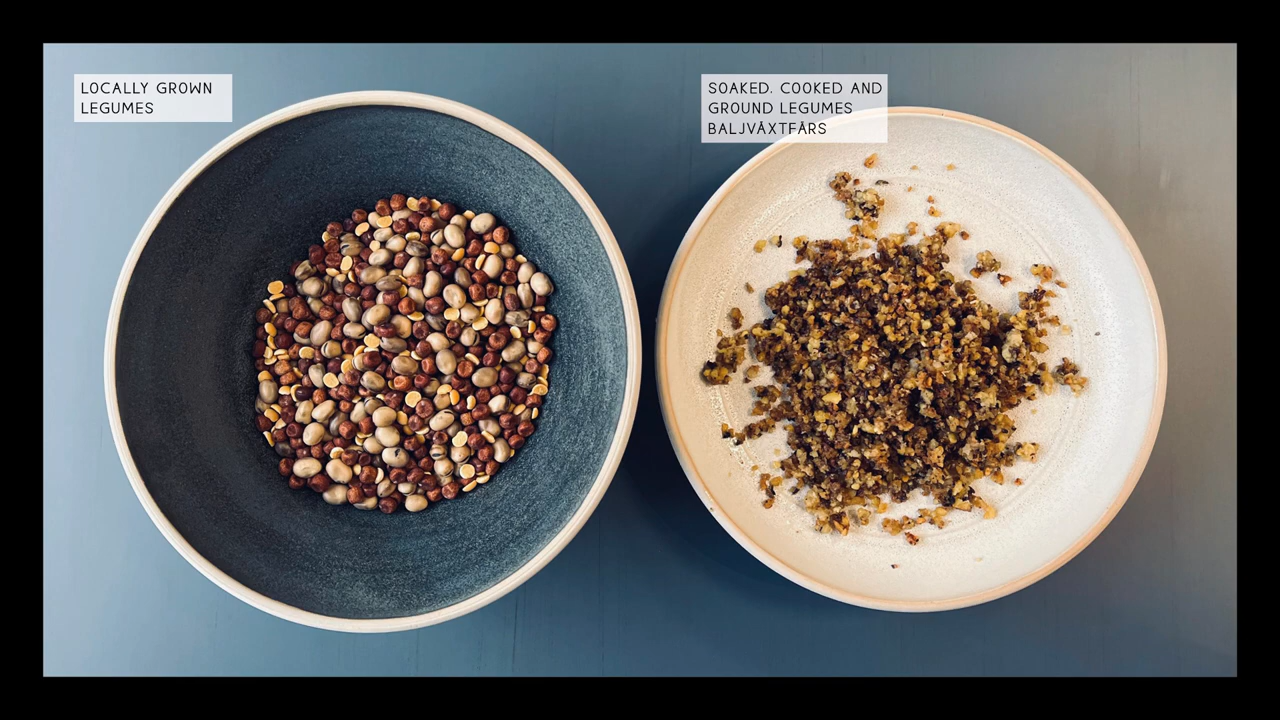 LOCALLY GROWN
LEGUMES
SOAKED, COOKED AND
GROUND LEGUMES
BALJVÄXTFÄRS